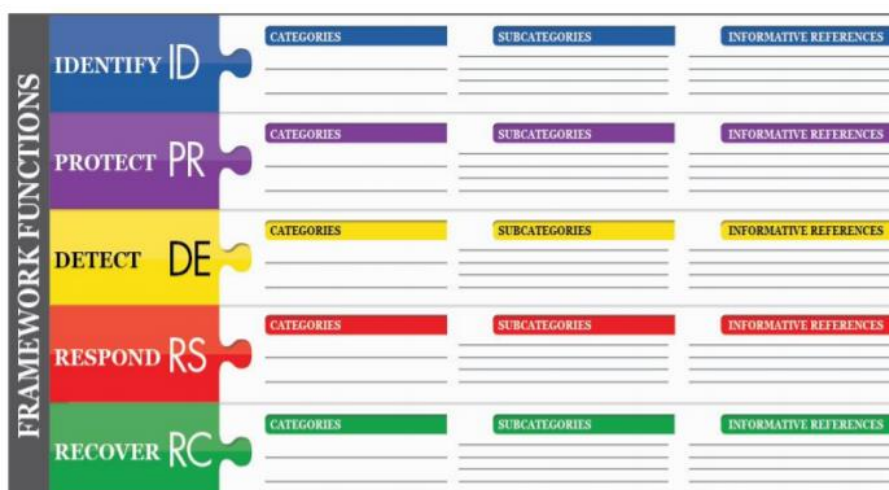 FRAMEWORK FUNCTIONS
IDENTIFY ID
CATEGORIES SUBCATEGORIES INFORMATIVE REFERENCES
PROTECT PR
CATEGORIES SUBCATEGORIES INFORMATIVE REFERENCES
DETECT DE
CATEGORIES SUBCATEGORIES INFORMATIVE REFERENCES
RESPOND RS
CATEGORIES SUBCATEGORIES INFORMATIVE REFERENCES
RECOVER RC
CATEGORIES SUBCATEGORIES INFORMATIVE REFERENCES